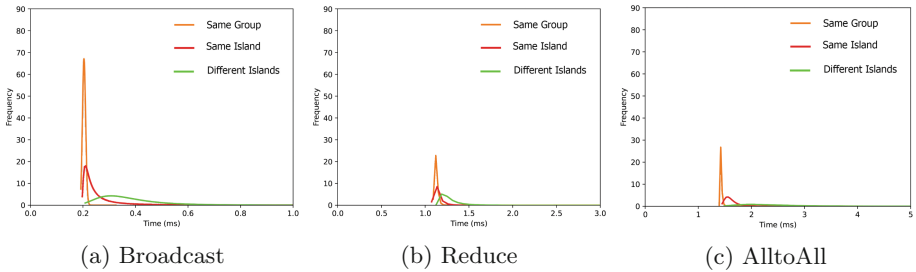 90
80
70
60
50
40
30
20
10
0
Frequency
Same Group
Same Island
Different Islands
0.0 0.2 0.4 0.6 0.8 1.0
Time (ms)
(a) Broadcast
90
80
70
60
50
40
30
20
10
0
Frequency
Same Group
Same Island
Different Islands
0.0 0.5 1.0 1.5 2.0 2.5 3.0
Time (ms)
(b) Reduce
90
80
70
60
50
40
30
20
10
0
Frequency
Same Group
Same Island
Different Islands
0 1 2 3 4 5
Time (ms)
(c) AlltoAll